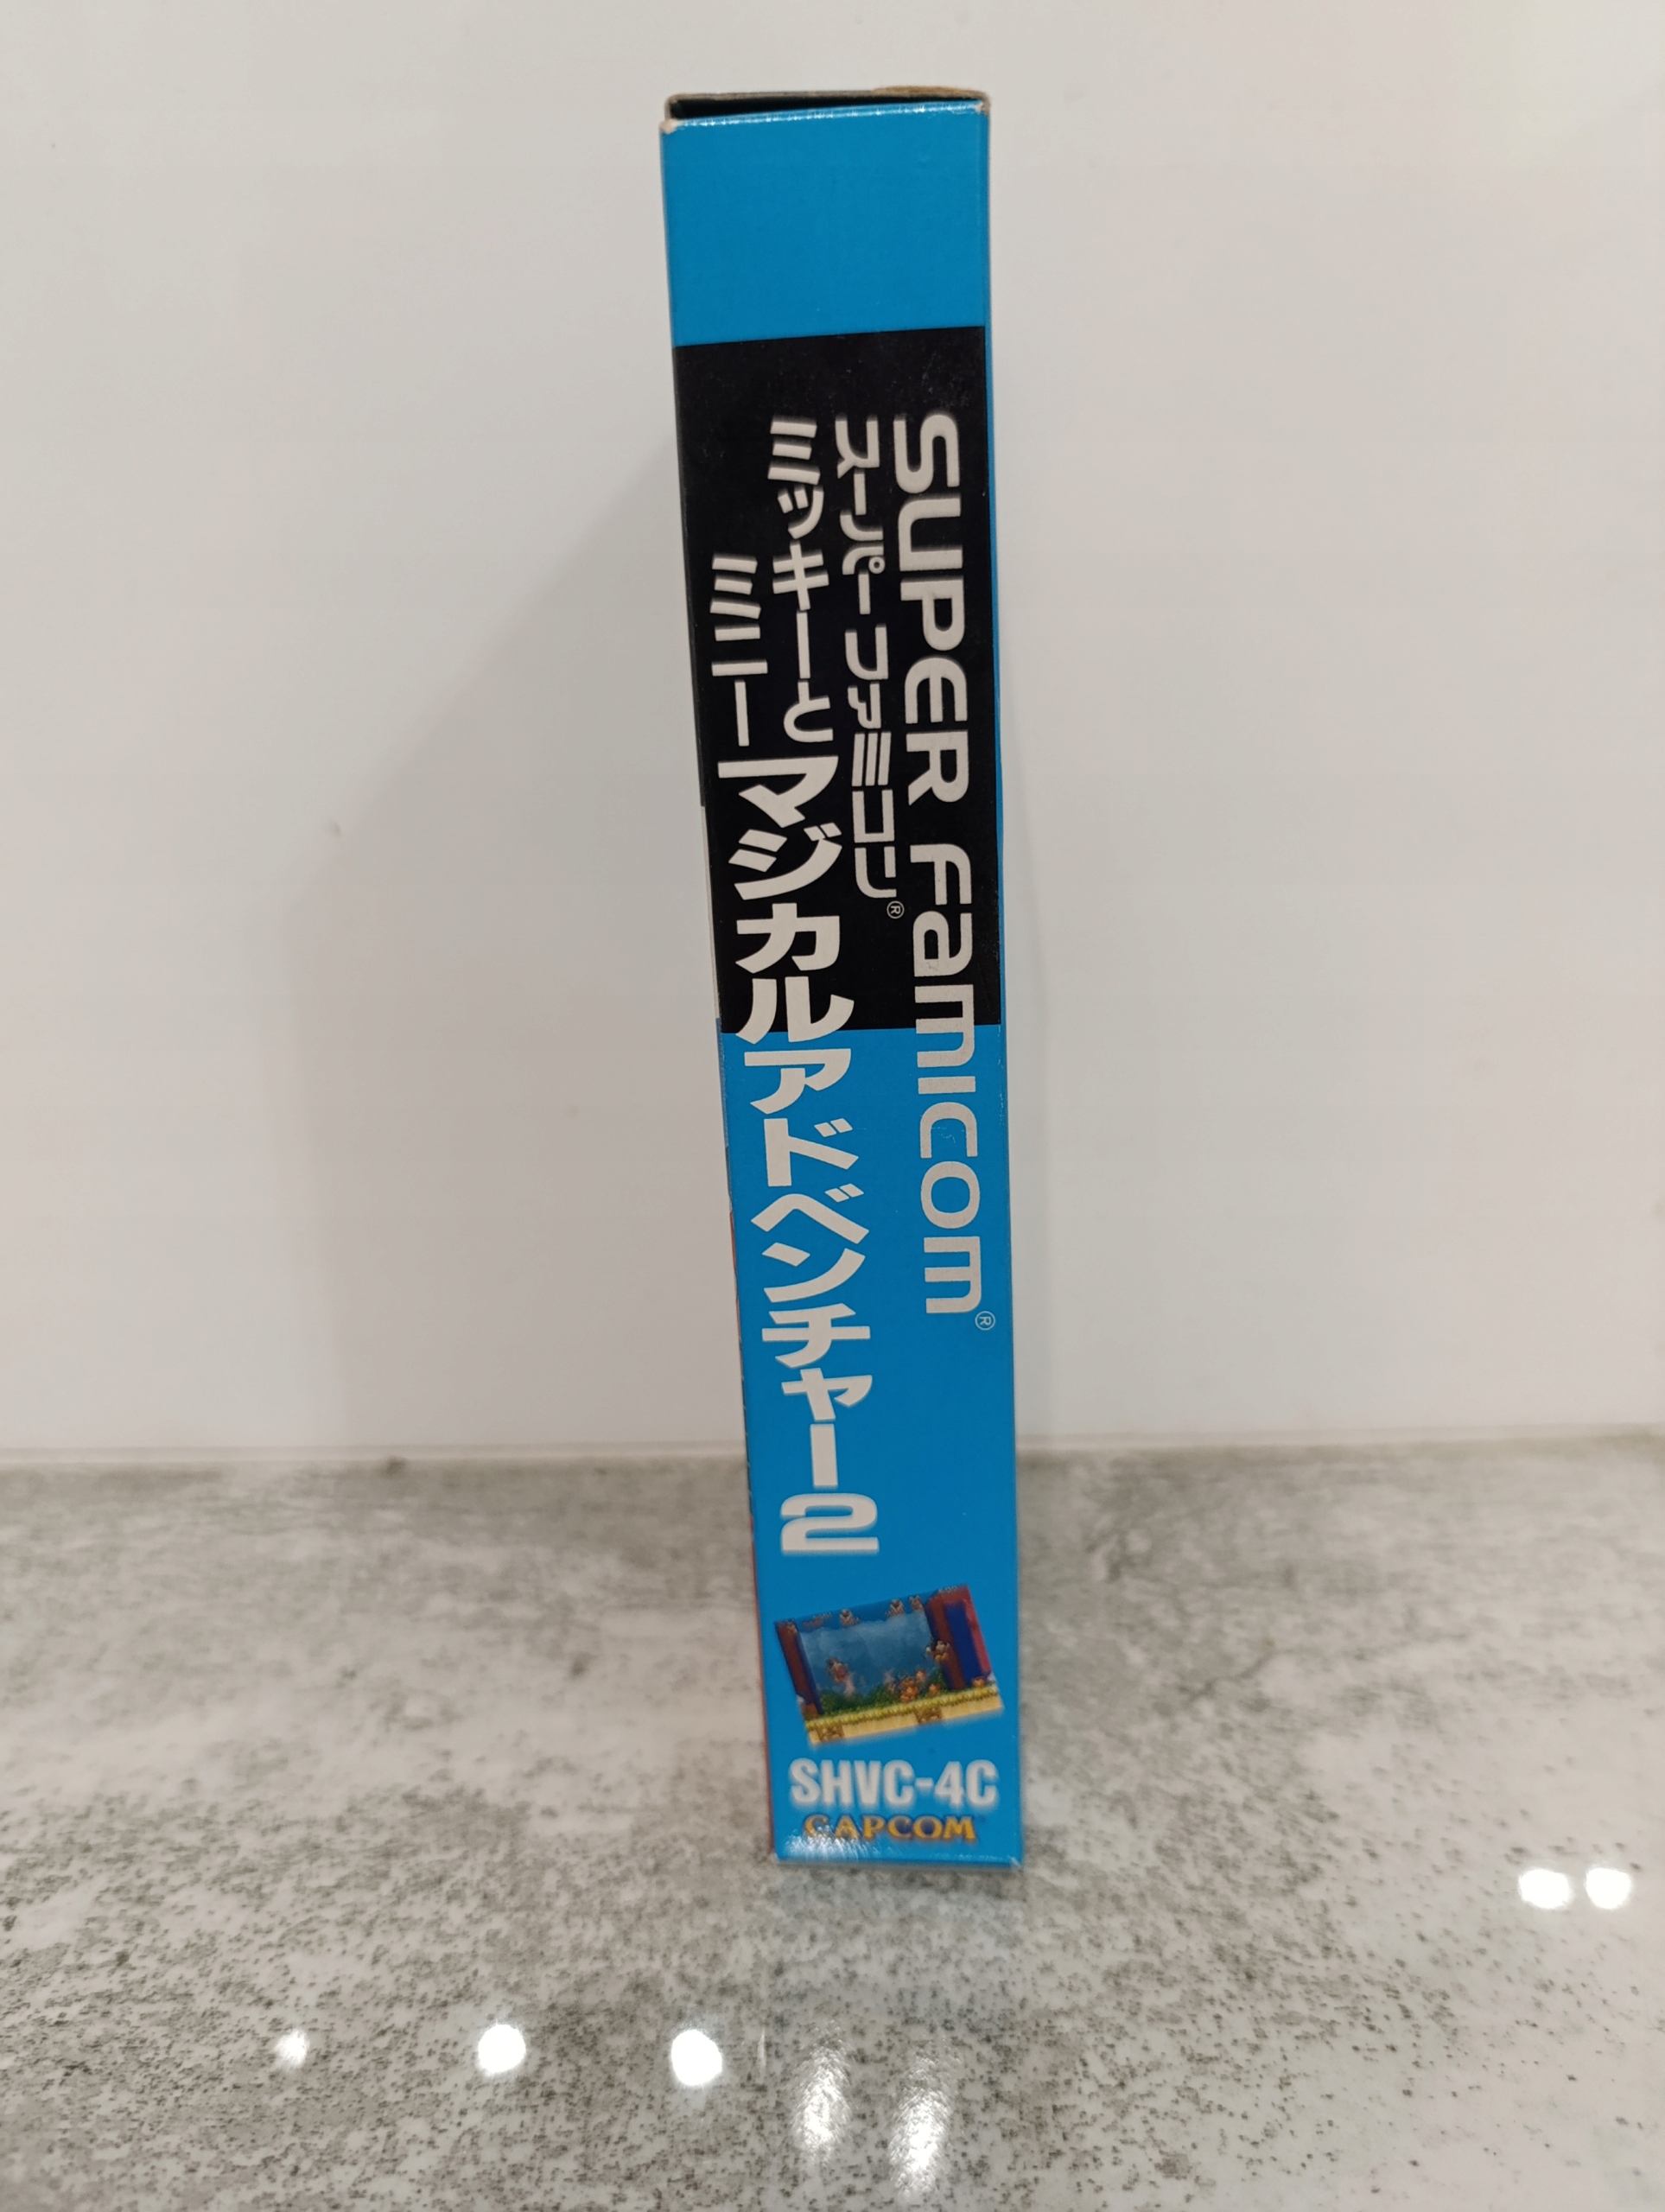 SUPER Famicom®
スーパーファミコン®
ミッキーと
ミニー
マジカルアドベンチャー2
SHVC-4C
CAPCOM